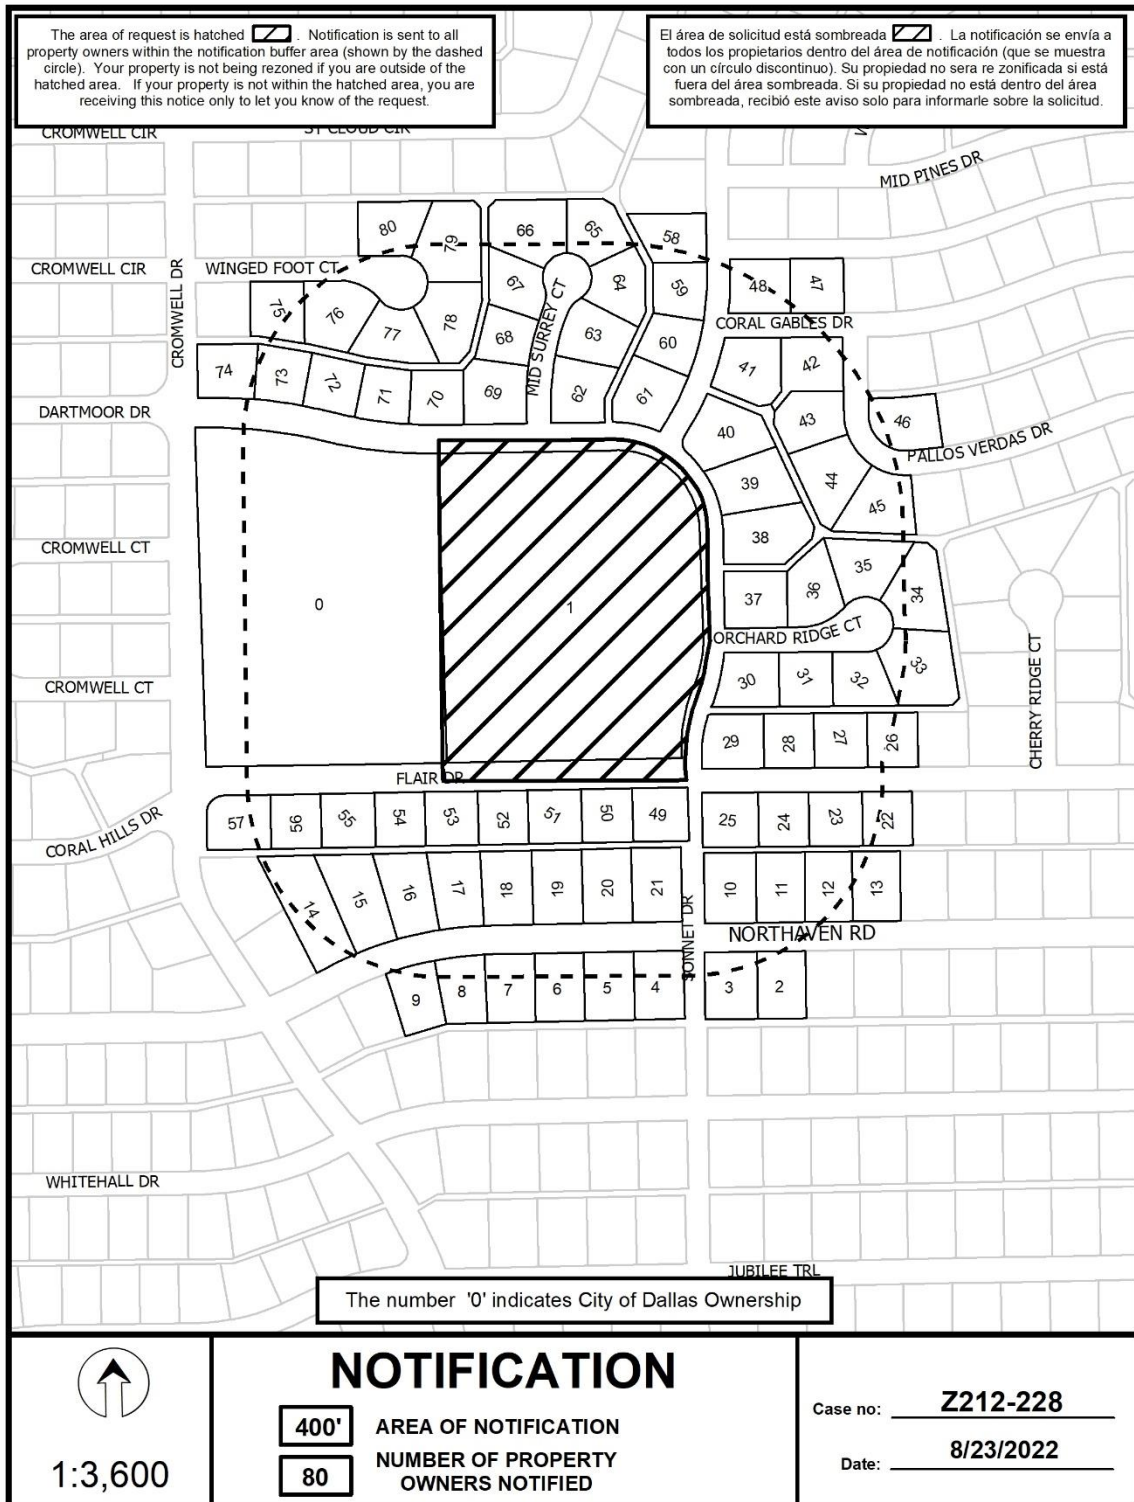 The area of request is hatched . Notification is sent to all
property owners within the notification buffer area (shown by the dashed
circle). Your property is not being rezoned if you are outside of the
hatched area. If your property is not within the hatched area, you are
receiving this notice only to let you know of the request.
El área de solicitud está sombreada . La notificación se envía a
todos los propietarios dentro del área de notificación (que se muestra
con un círculo discontinuo). Su propiedad no sera re zonificada si está
fuera del área sombreada. Si su propiedad no está dentro del área
sombreada, recibió este aviso solo para informarle sobre la solicitud.
CROMWELL CIR
ST CLOUD CIR
MID PINES DR
80
79
66
65
58
CROMWELL CIR
CROMWELL DR
WINGED FOOT CT
67
64
59
48
47
75
76
77
78
68
MID SURREY CT
63
60
CORAL GABLES DR
74
73
72
71
70
69
62
61
41
42
DARTMOOR DR
40
43
46
PALLOS VERDAS DR
39
44
45
38
CROMWELL CT
0
1
37
36
35
34
ORCHARD RIDGE CT
CROMWELL CT
30
31
32
33
CHERRY RIDGE CT
29
28
27
26
FLAIR DR
CORAL HILLS DR
57
56
55
54
53
52
51
50
49
25
24
23
22
14
15
16
17
18
19
20
21
10
11
12
13
SONNET DR
NORTHAVEN RD
9
8
7
6
5
4
3
2
WHITEHALL DR
JUBILEE TRL
The number '0' indicates City of Dallas Ownership
1:3,600
NOTIFICATION
400' AREA OF NOTIFICATION
80 NUMBER OF PROPERTY
OWNERS NOTIFIED
Case no: Z212-228
Date: 8/23/2022